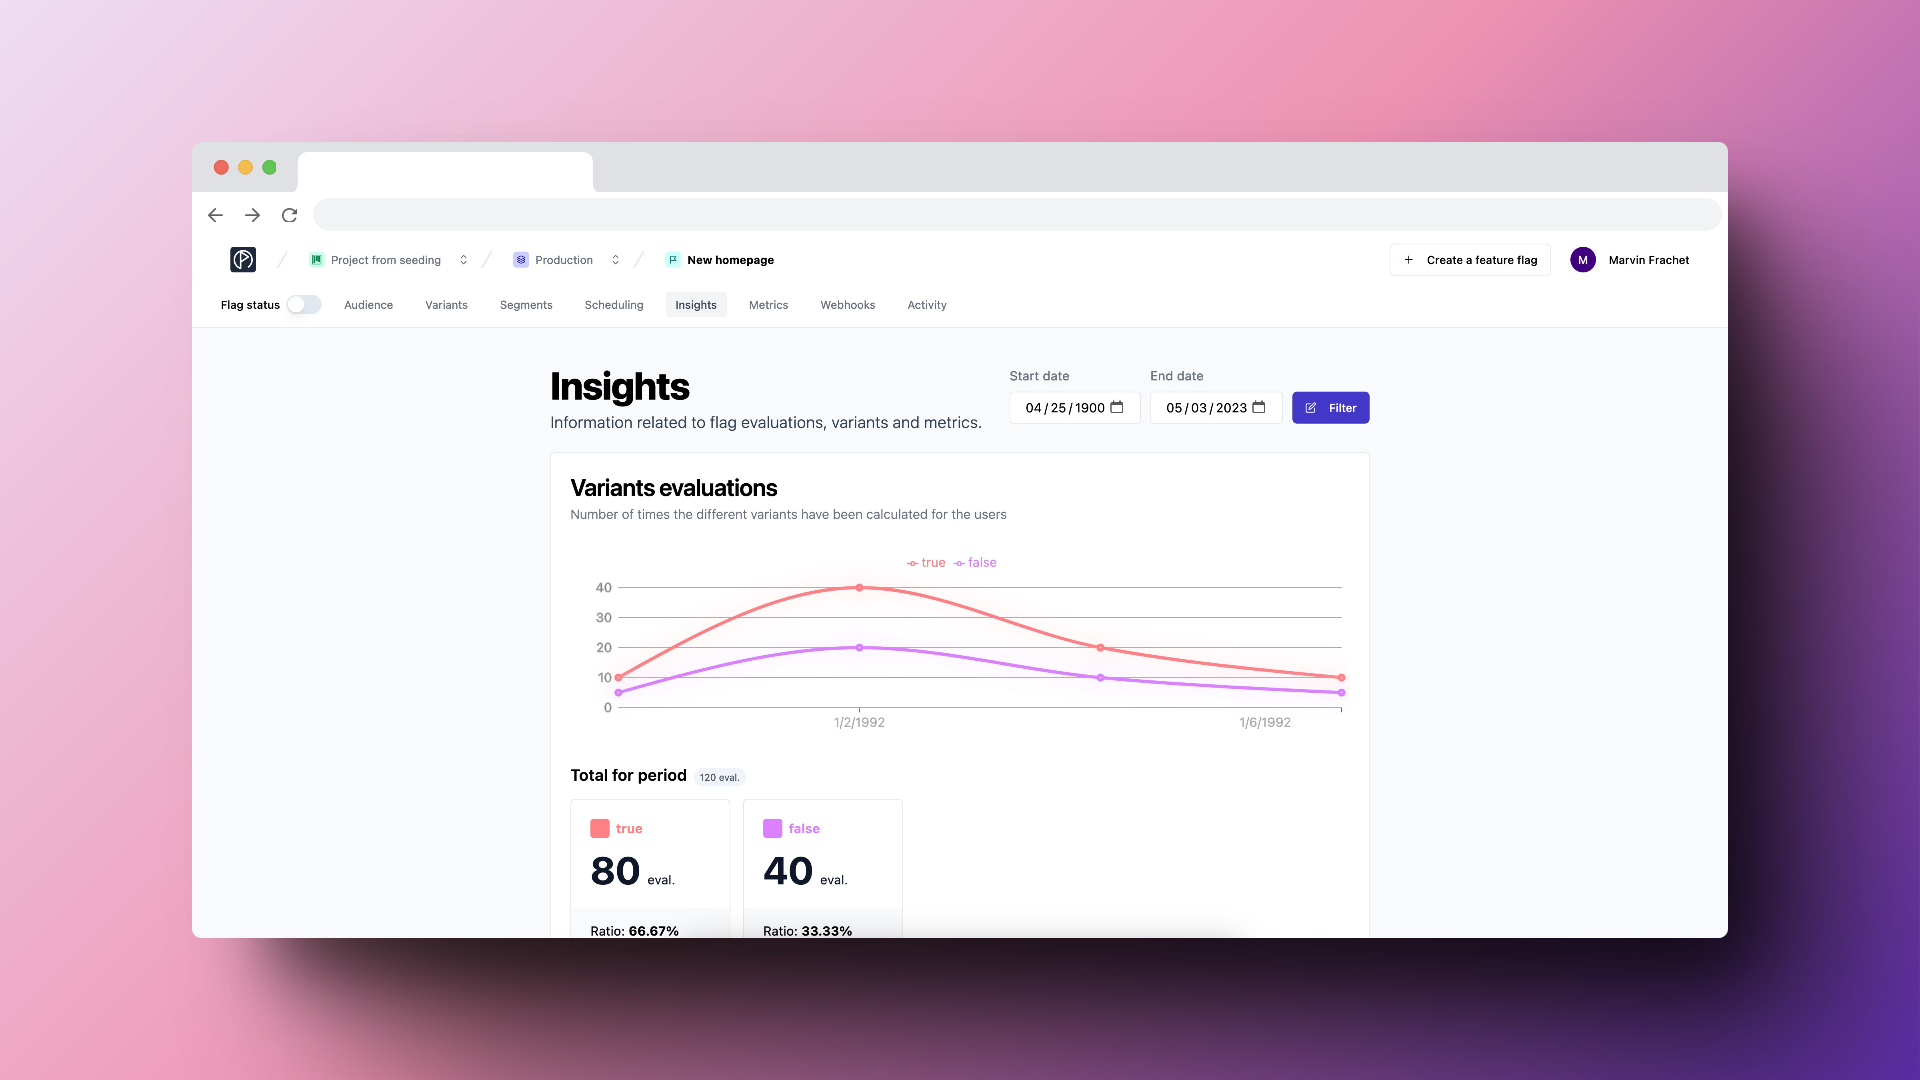 Project from seeding
Production
New homepage
+ Create a feature flag
M
Marvin Frachet
Flag status
Audience
Variants
Segments
Scheduling
Insights
Metrics
Webhooks
Activity
Insights
Information related to flag evaluations, variants and metrics.
Start date
04/25/1900
End date
05/03/2023
Filter
Variants evaluations
Number of times the different variants have been calculated for the users
true
false
40
30
20
10
0
1/2/1992
1/6/1992
Total for period
120 eval.
true
80 eval.
Ratio: 66.67%
false
40 eval.
Ratio: 33.33%